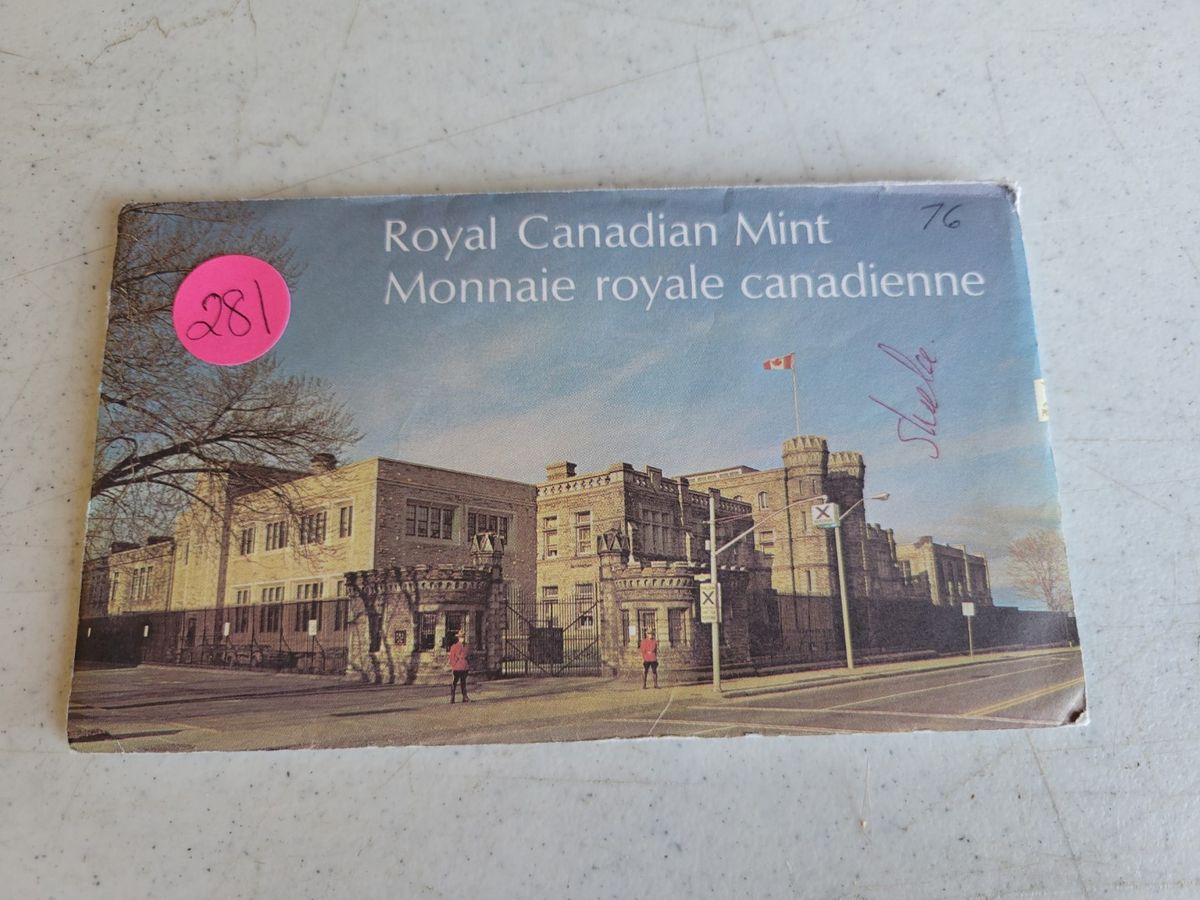 Royal Canadian Mint
Monnaie royale canadienne
76
281
X
X